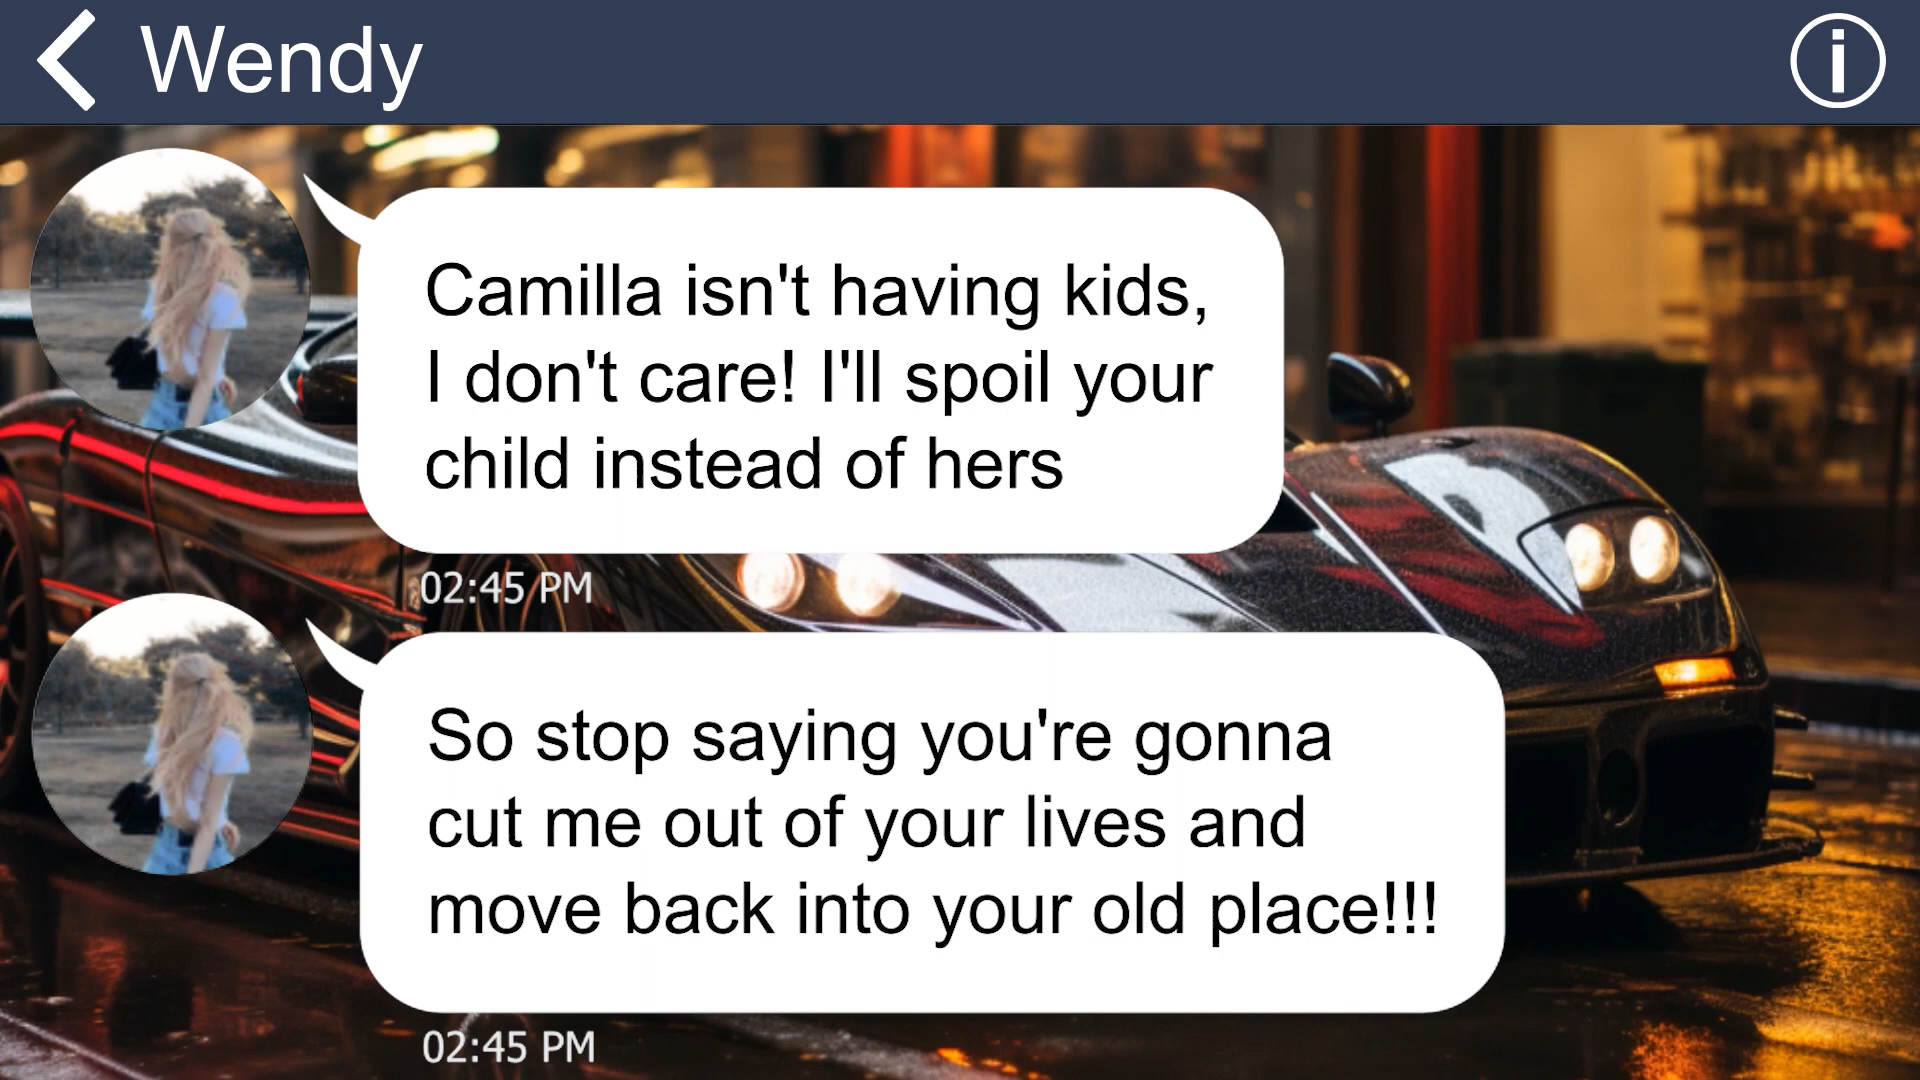 Wendy
Camilla isn't having kids,
I don't care! I'll spoil your
child instead of hers
02:45 PM
So stop saying you're gonna
cut me out of your lives and
move back into your old place!!!
02:45 PM